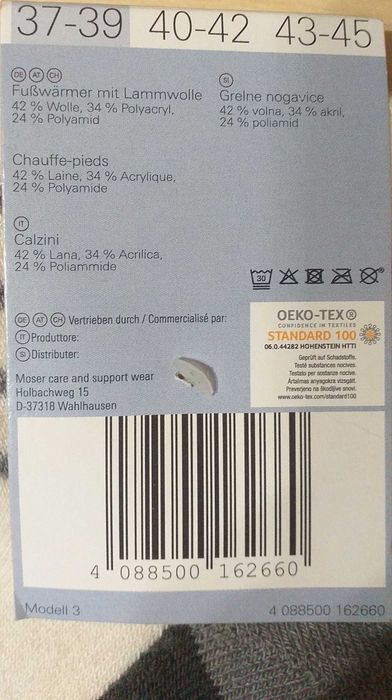 37-39 40-42 43-45
DE AT CH
Fußwärmer mit Lammwolle
42 % Wolle, 34 % Polyacryl,
24 % Polyamid
SI
Grelne nogavice
42 % volna, 34 % akril,
24 % poliamid
Chauffe-pieds
42 % Laine, 34 % Acrylique,
24 % Polyamide
IT
Calzini
42 % Lana, 34 % Acrilica,
24 % Poliammide
30
DE AT CH Vertrieben durch / Commercialisé par:
IT Produttore:
SI Distributer:
Moser care and support wear
Holbachweg 15
D-37318 Wahlhausen
OEKO-TEX®
CONFIDENCE IN TEXTILES
STANDARD 100
06.0.44282 HOHENSTEIN HTTI
Geprüft auf Schadstoffe.
Testé substances nocives.
Testato per sostanze nocive.
Ártalmas anyagokra vizsgált.
Preverjeno na škodljive snovi.
www.oeko-tex.com/standard100
4 088500 162660
Modell 3
4 088500 162660